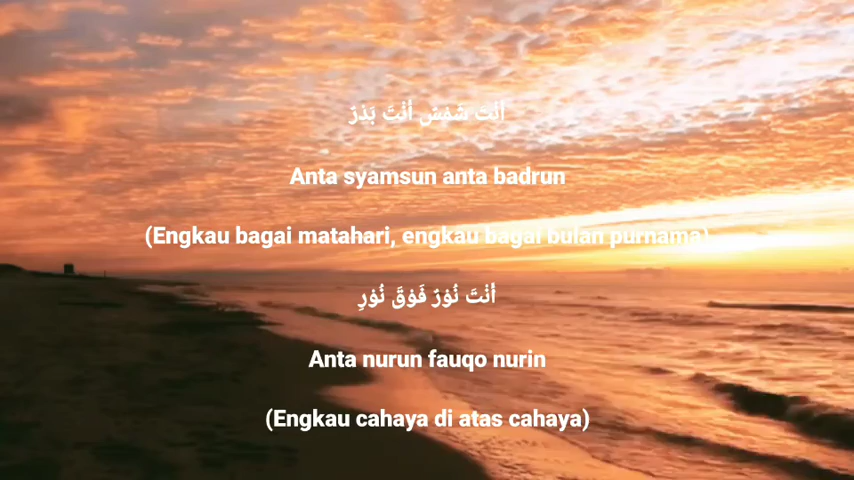 أَنْتَ شَمْسٌ أَنْتَ بَدْرٌ
Anta syamsun anta badrun
(Engkau bagai matahari, engkau bagai bulan purnama)
أَنْتَ نُوْرٌ فَوْقَ نُوْرٍ
Anta nurun fauqo nurin
(Engkau cahaya di atas cahaya)